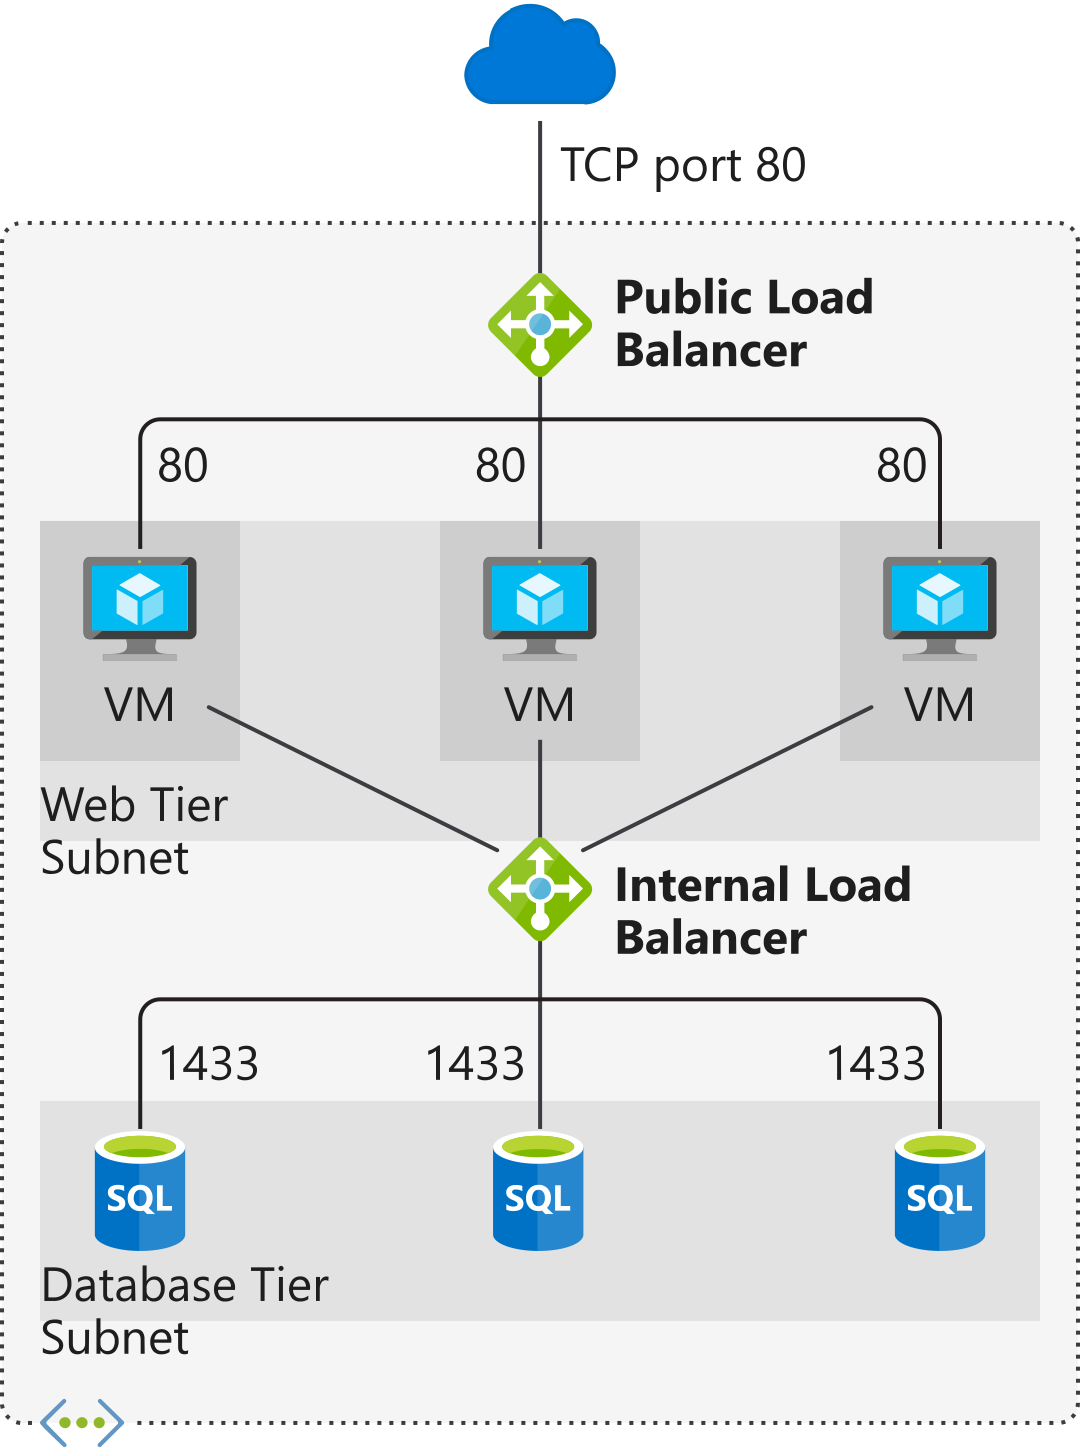 TCP port 80
Public Load
Balancer
80
80
80
VM
VM
VM
Web Tier
Subnet
Internal Load
Balancer
1433
1433
1433
SQL
SQL
SQL
Database Tier
Subnet